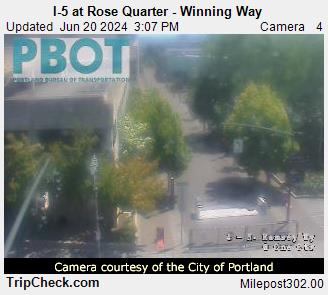 I-5 at Rose Quarter - Winning Way
Updated Jun 20 2024 3:07 PM Camera 4
PBOT
PORTLAND BUREAU OF TRANSPORTATION
Camera courtesy of the City of Portland
TripCheck.com Milepost302.00